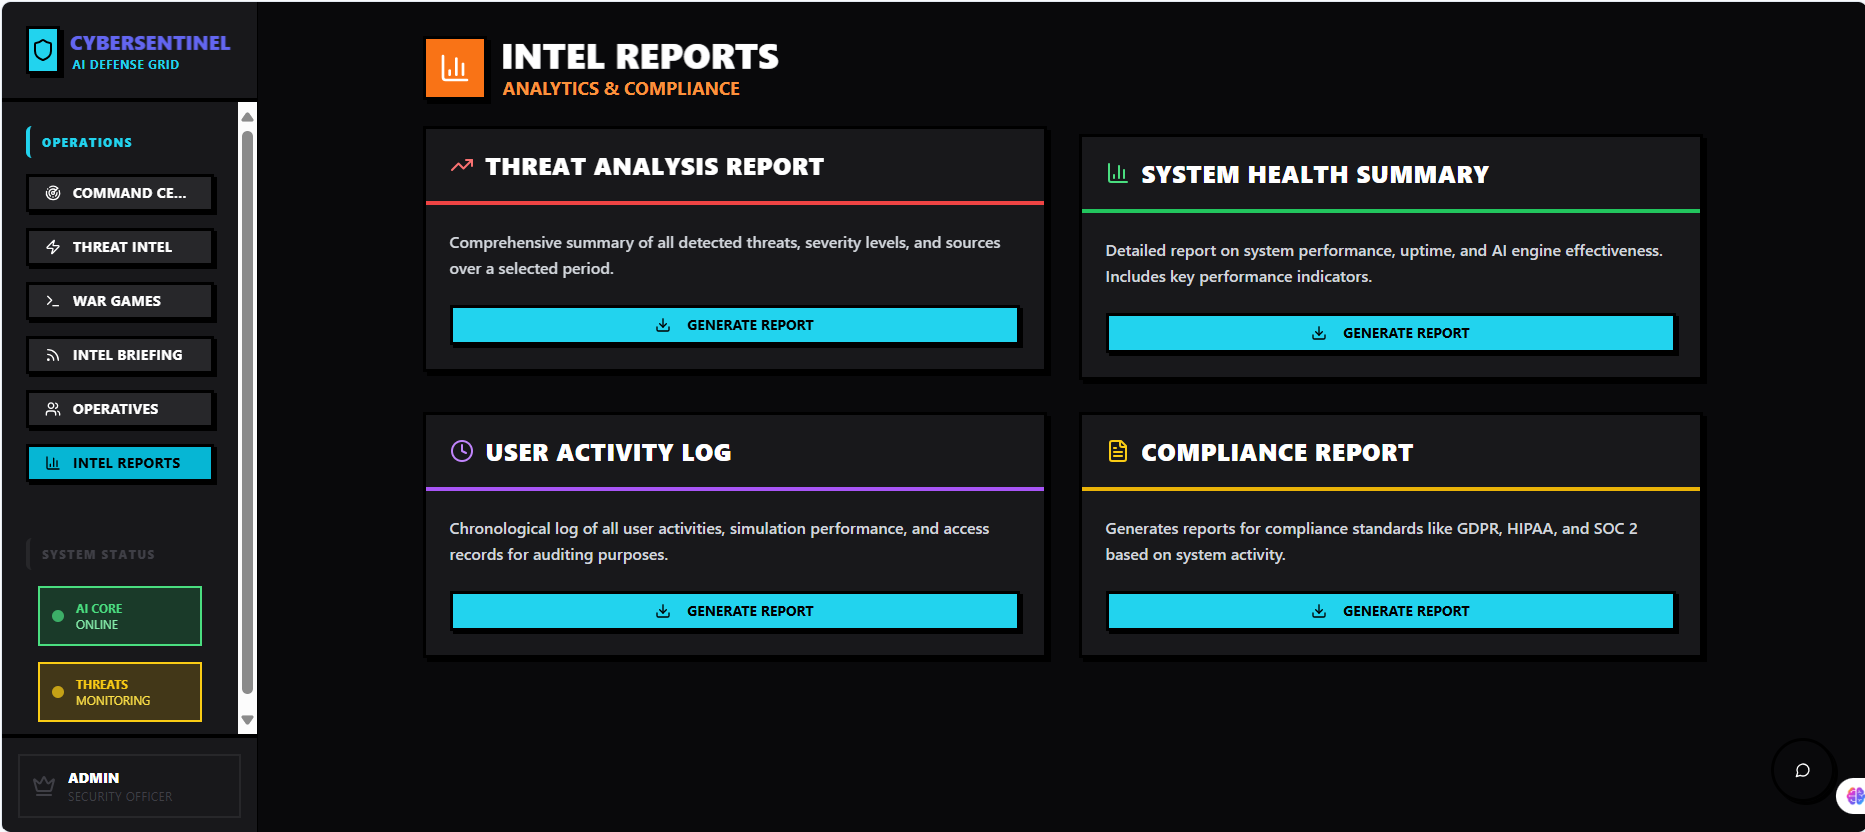 CYBERSENTINEL
AI DEFENSE GRID
OPERATIONS
COMMAND CE...
THREAT INTEL
WAR GAMES
INTEL BRIEFING
OPERATIVES
INTEL REPORTS
SYSTEM STATUS
AI CORE
ONLINE
THREATS
MONITORING
ADMIN
SECURITY OFFICER
INTEL REPORTS
ANALYTICS & COMPLIANCE
THREAT ANALYSIS REPORT
Comprehensive summary of all detected threats, severity levels, and sources
over a selected period.
GENERATE REPORT
SYSTEM HEALTH SUMMARY
Detailed report on system performance, uptime, and AI engine effectiveness.
Includes key performance indicators.
GENERATE REPORT
USER ACTIVITY LOG
Chronological log of all user activities, simulation performance, and access
records for auditing purposes.
GENERATE REPORT
COMPLIANCE REPORT
Generates reports for compliance standards like GDPR, HIPAA, and SOC 2
based on system activity.
GENERATE REPORT